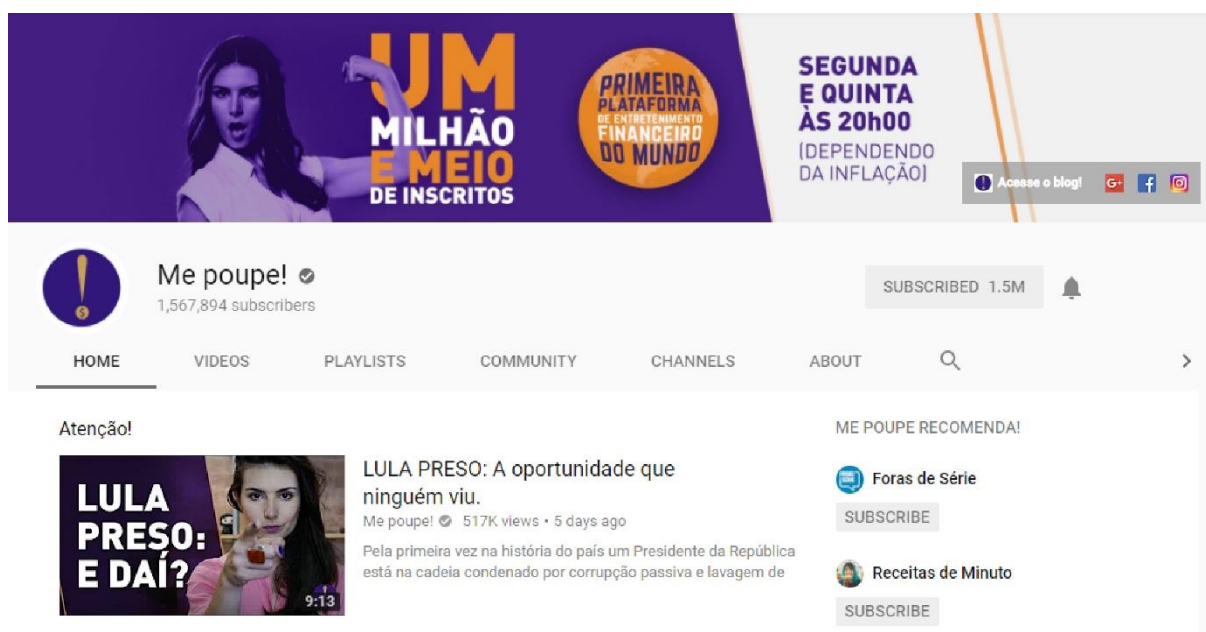 UM
MILHÃO
E MEIO
DE INSCRITOS
PRIMEIRA
PLATAFORMA
DE ENTRETENIMENTO
FINANCEIRO
DO MUNDO
SEGUNDA
E QUINTA
ÀS 20h00
(DEPENDENDO
DA INFLAÇÃO)
Acesse o blog!
G+
Me poupe!
1,567,894 subscribers
SUBSCRIBED 1.5M
HOME VIDEOS PLAYLISTS COMMUNITY CHANNELS ABOUT
Atenção!
LULA
PRESO:
E DAÍ?
9:13
LULA PRESO: A oportunidade que
ninguém viu.
Me poupe! 517K views • 5 days ago
Pela primeira vez na história do país um Presidente da República
está na cadeia condenado por corrupção passiva e lavagem de
ME POUPE RECOMENDA!
Foras de Série
SUBSCRIBE
Receitas de Minuto
SUBSCRIBE